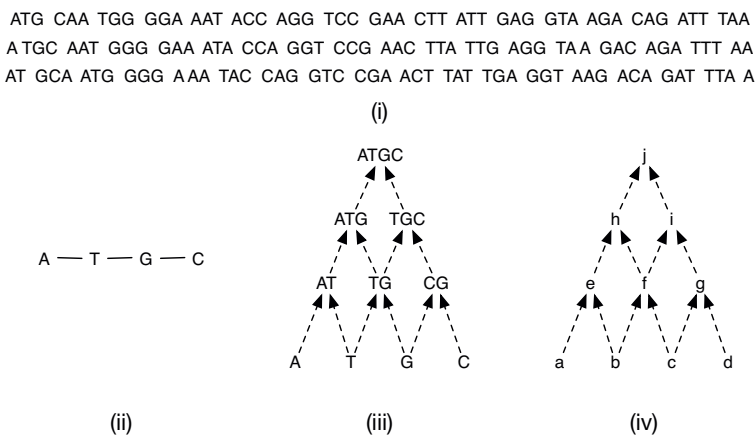 ATG CAA TGG GGA AAT ACC AGG TCC GAA CTT ATT GAG GTA AGA CAG ATT TAA
A TGC AAT GGG GAA ATA CCA GGT CCG AAC TTA TTG AGG TAA GAC AGA TTT AA
AT GCA ATG GGG AAA TAC CAG GTC CGA ACT TAT TGA GGT AAG ACA GAT TTA A
(i)
ATGC j
ATG TGC h i
A T G C
AT TG CG e f g
A T G C a b c d
(ii) (iii) (iv)